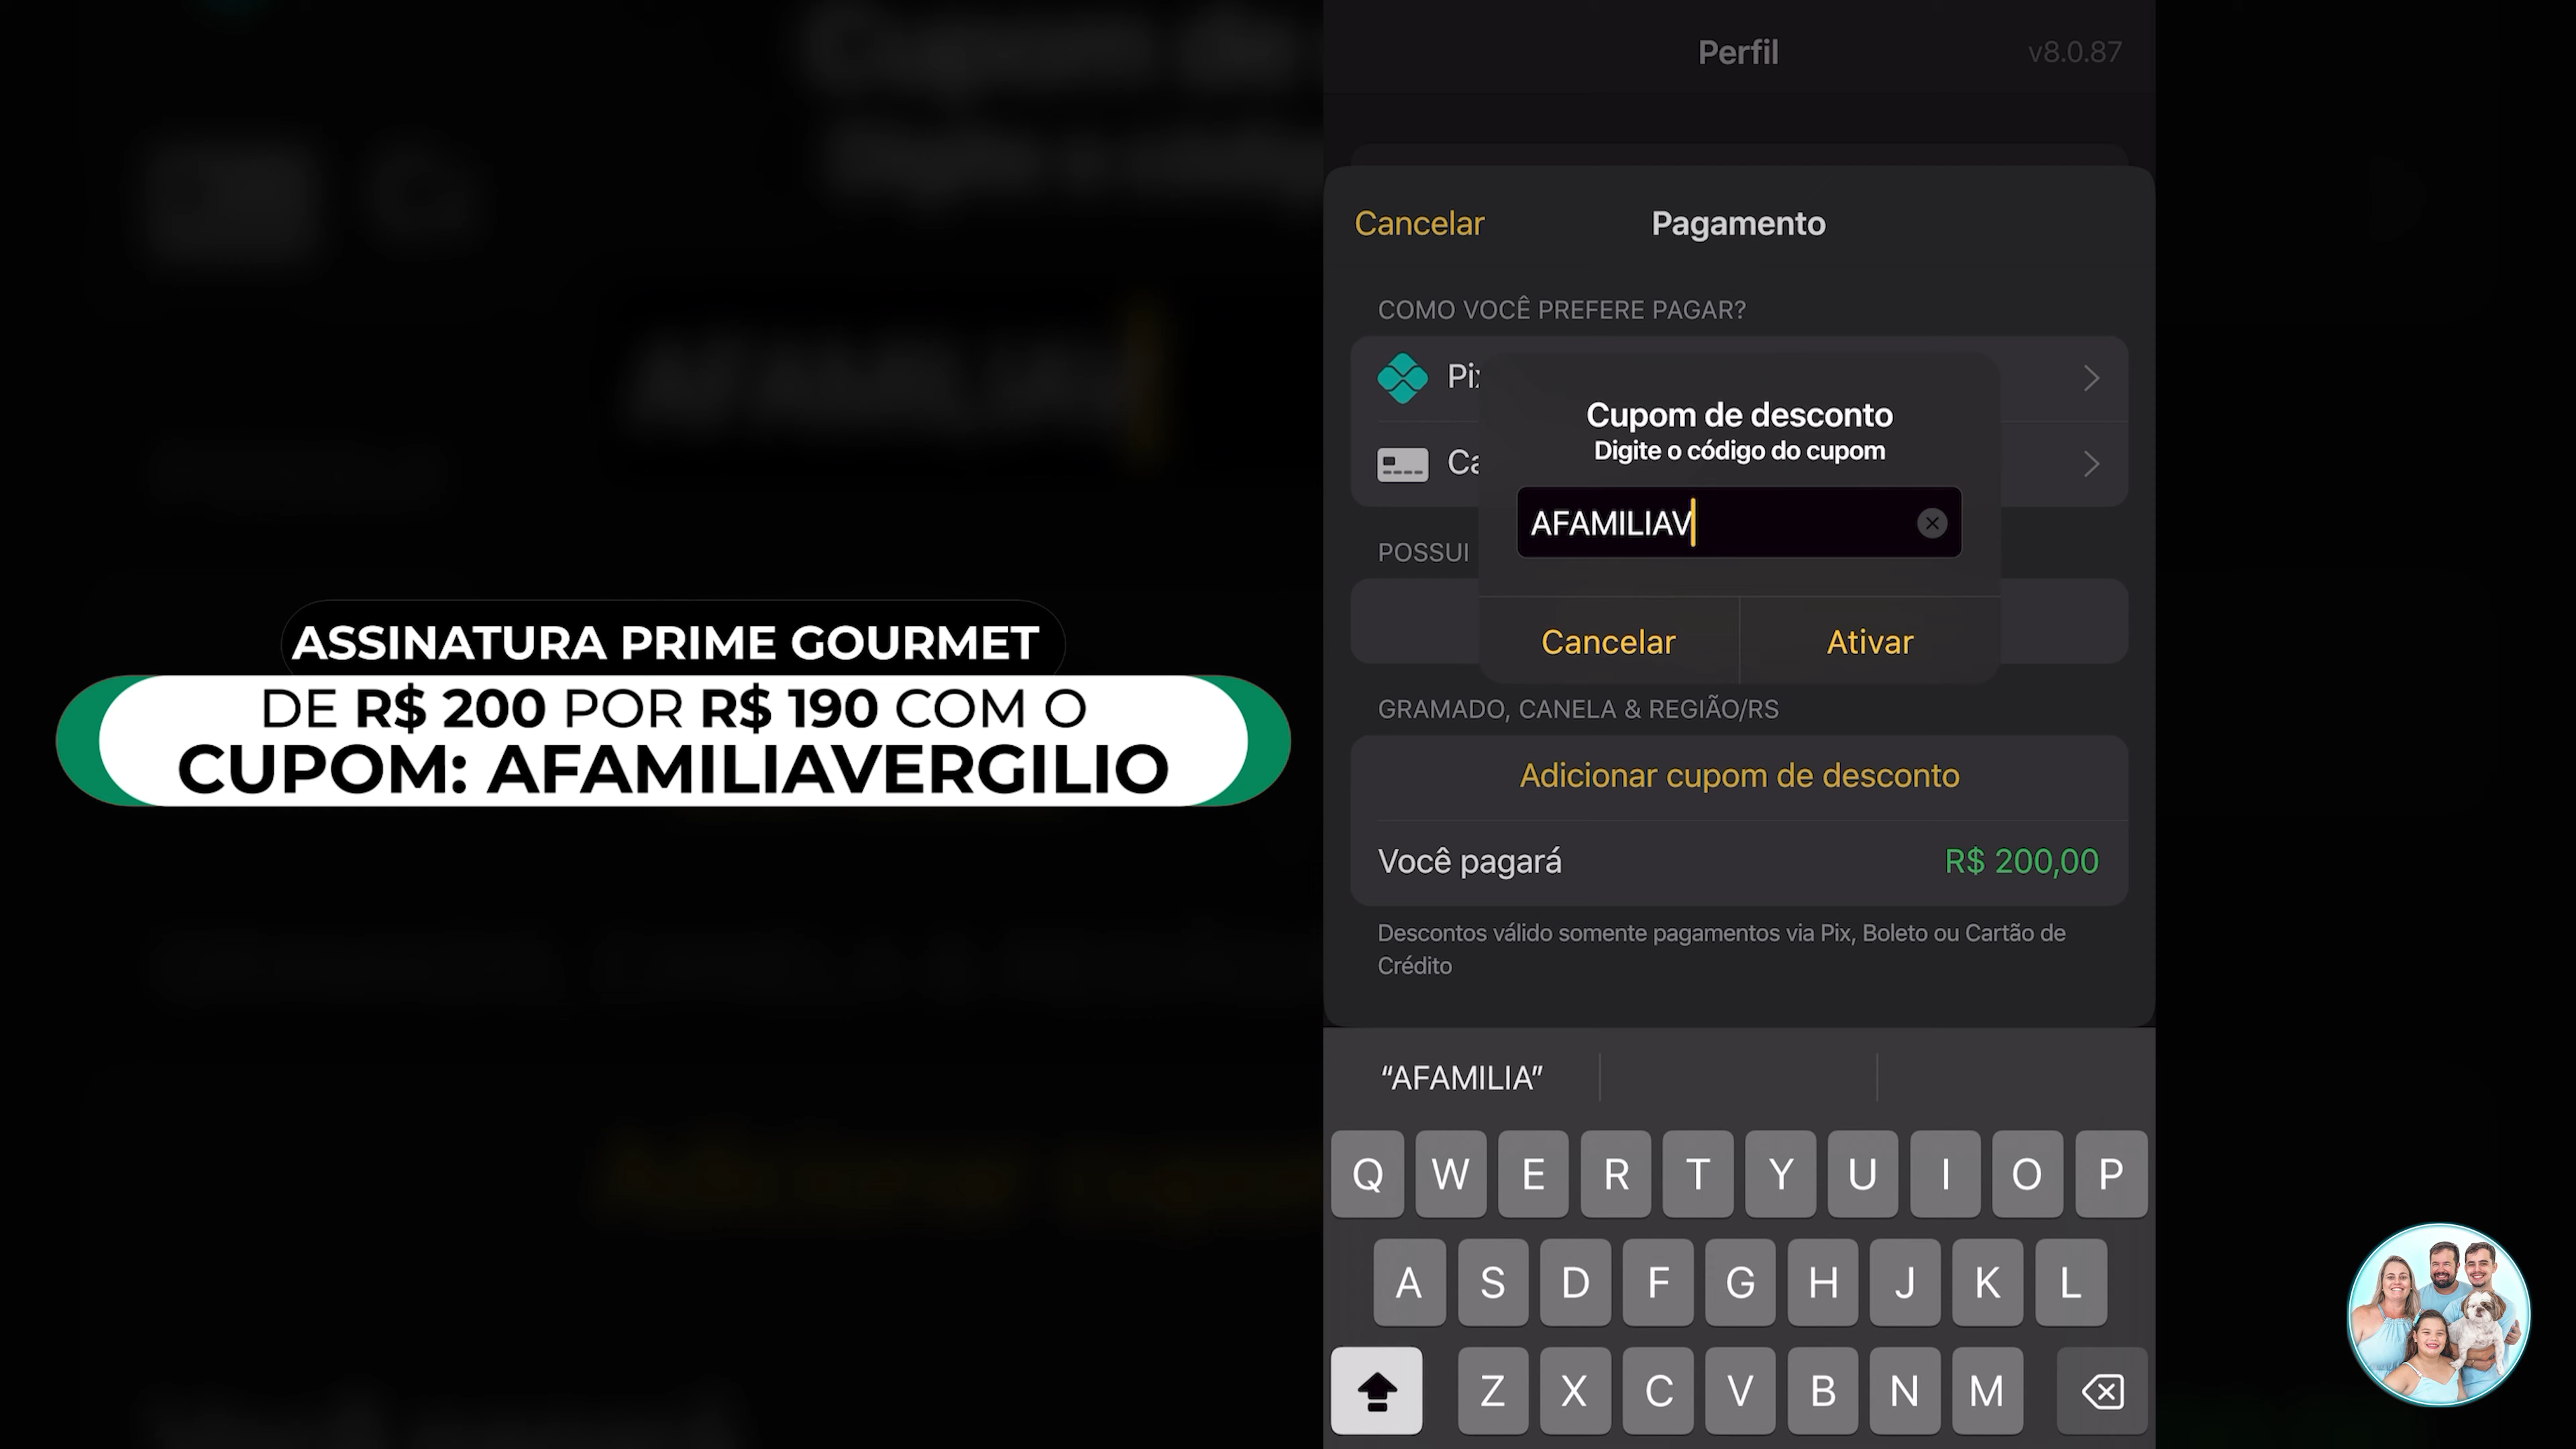 ASSINATURA PRIME GOURMET
DE R$ 200 POR R$ 190 COM O
CUPOM: AFAMILIAVERGILIO
Perfil
v8.0.87
Cancelar
Pagamento
COMO VOCÊ PREFERE PAGAR?
Cupom de desconto
Digite o código do cupom
AFAMILIAV
POSSUI
Cancelar
Ativar
GRAMADO, CANELA & REGIÃO/RS
Adicionar cupom de desconto
Você pagará
R$ 200,00
Descontos válido somente pagamentos via Pix, Boleto ou Cartão de
Crédito
“AFAMILIA”
Q W E R T Y U I O P
A S D F G H J K L
Z X C V B N M